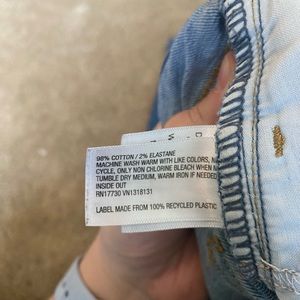 98% COTTON / 2% ELASTANE
MACHINE WASH WARM WITH LIKE COLORS,
CYCLE, ONLY NON CHLORINE BLEACH WHEN
TUMBLE DRY MEDIUM, WARM IRON IF NEEDED
INSIDE OUT
RN17730 VN1318131
LABEL MADE FROM 100% RECYCLED PLASTIC